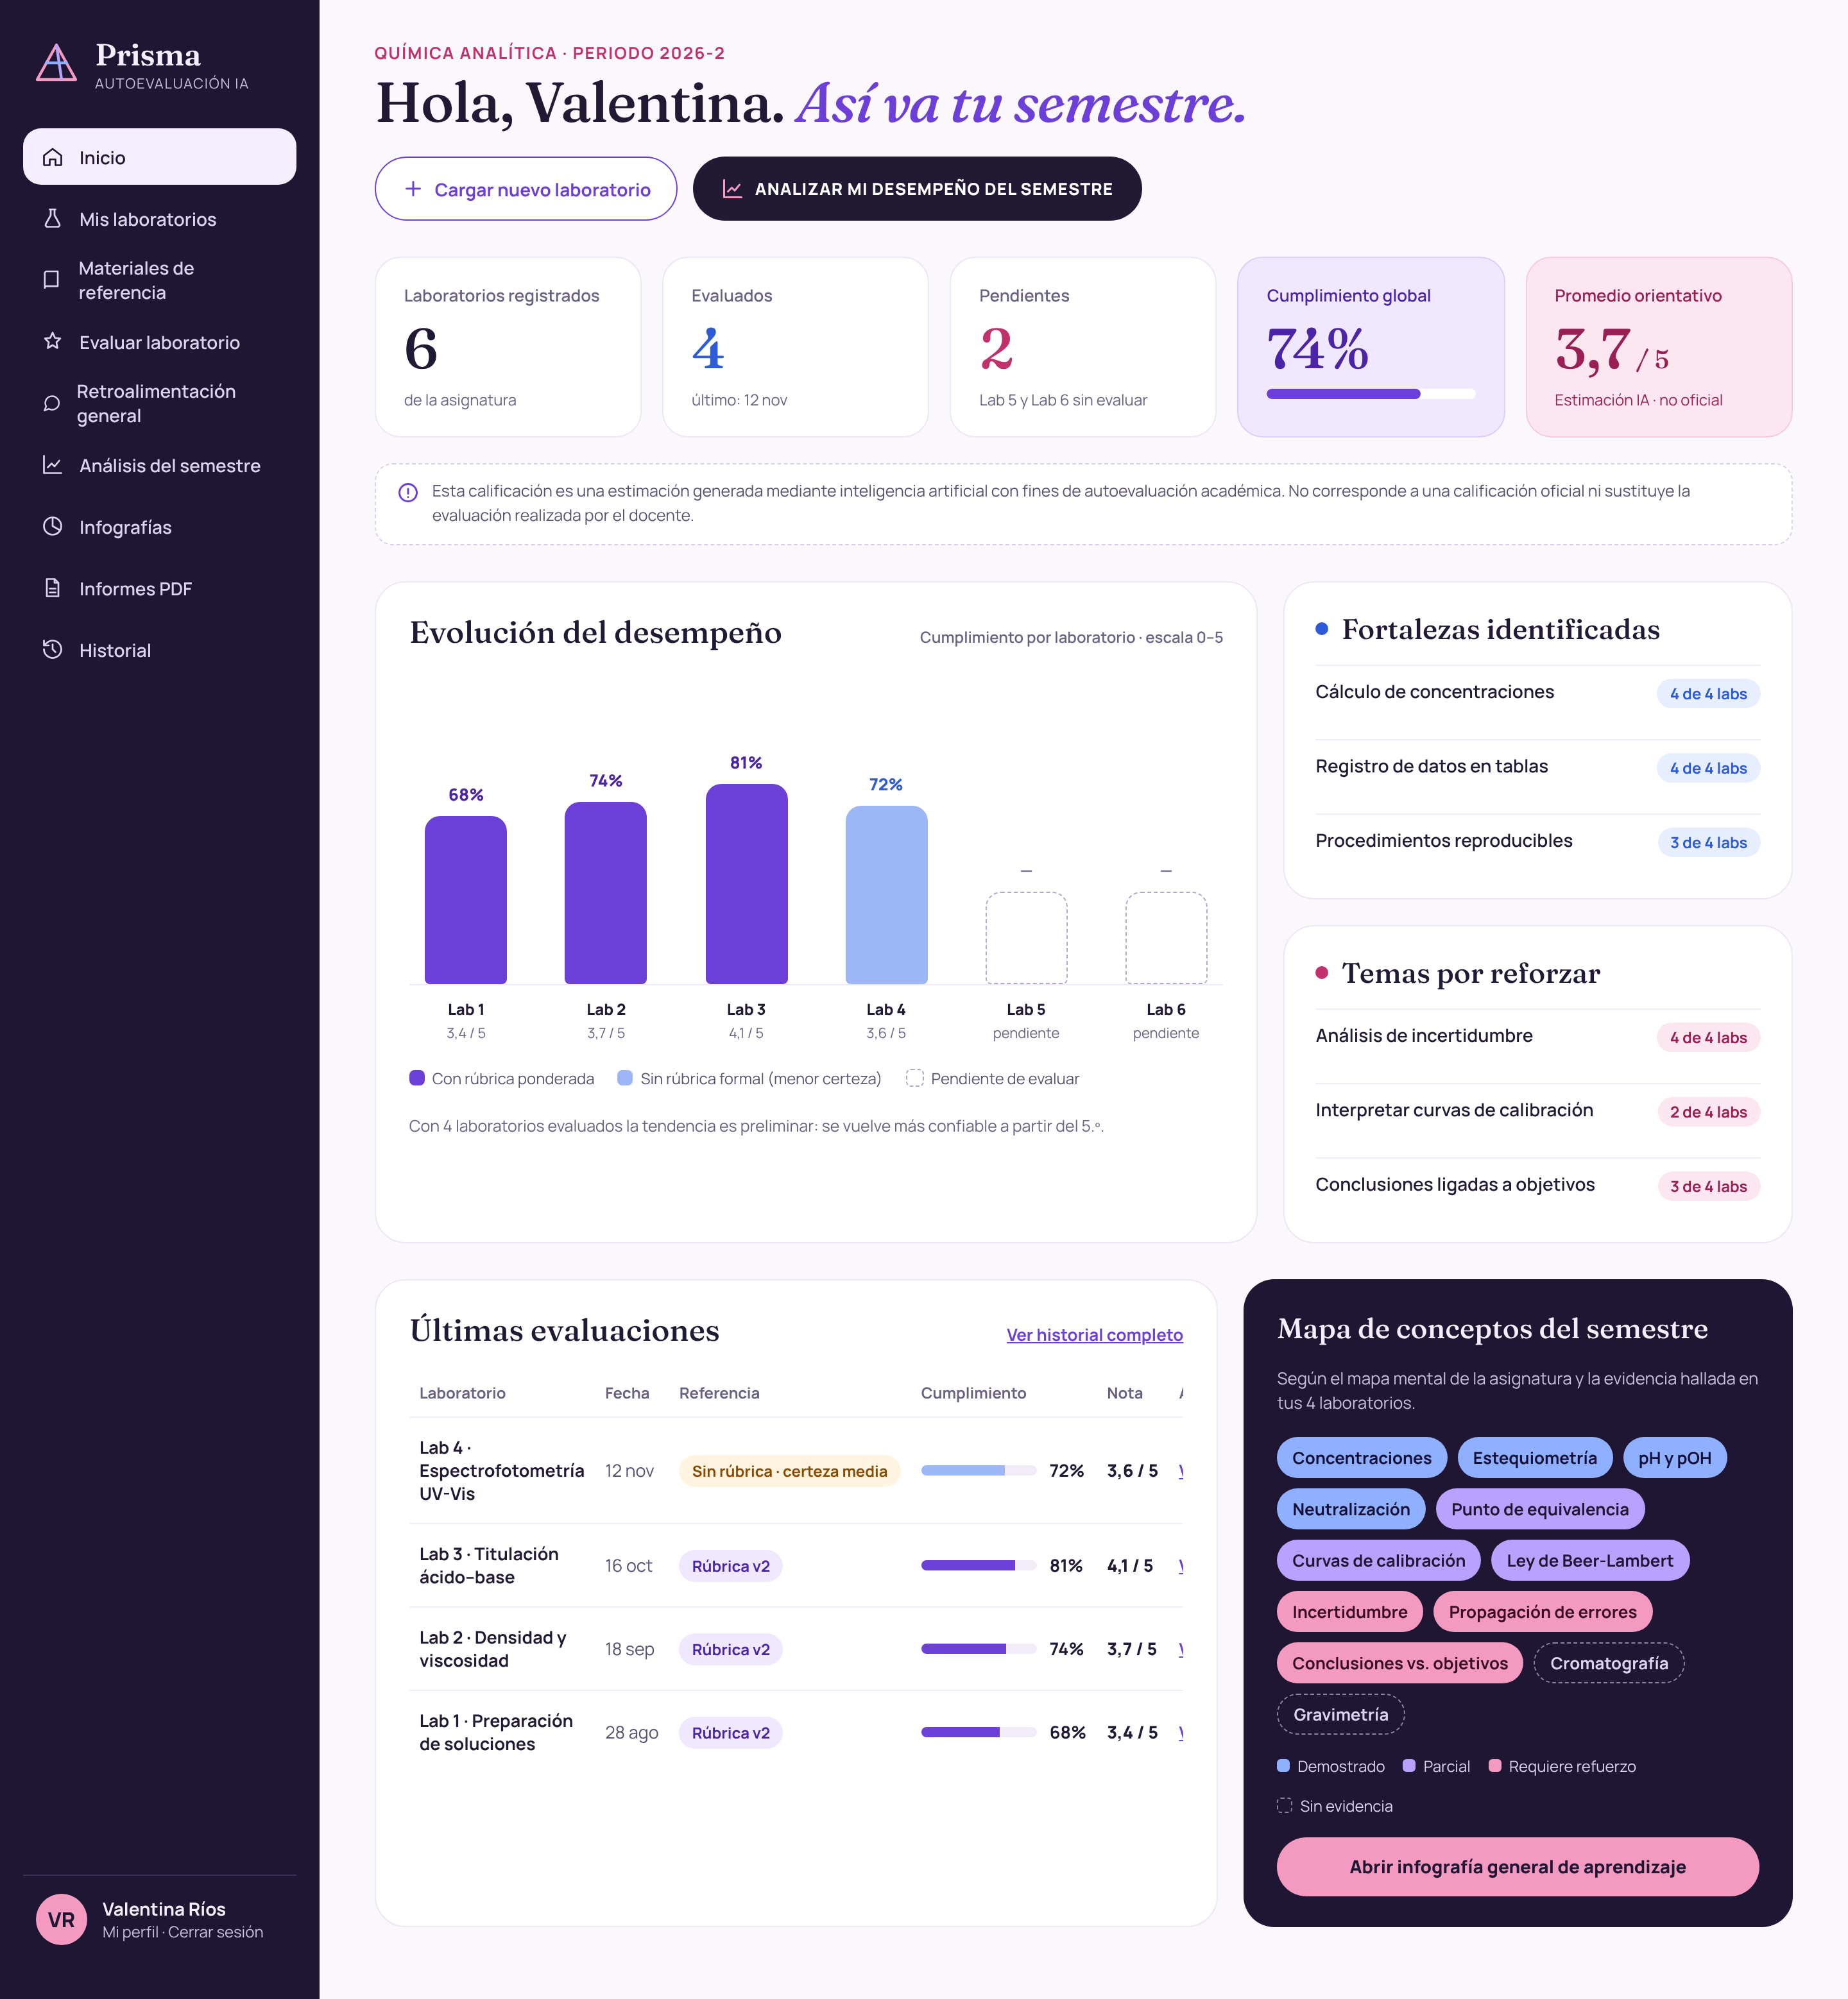 Prisma
AUTOEVALUACIÓN IA
Inicio
Mis laboratorios
Materiales de
referencia
Evaluar laboratorio
Retroalimentación
general
Análisis del semestre
Infografías
Informes PDF
Historial
VR
Valentina Ríos
Mi perfil · Cerrar sesión
QUÍMICA ANALÍTICA · PERIODO 2026-2
Hola, Valentina. Así va tu semestre.
Cargar nuevo laboratorio
ANALIZAR MI DESEMPEÑO DEL SEMESTRE
Laboratorios registrados
6
de la asignatura
Evaluados
4
último: 12 nov
Pendientes
2
Lab 5 y Lab 6 sin evaluar
Cumplimiento global
74%
Promedio orientativo
3,7 / 5
Estimación IA · no oficial
Esta calificación es una estimación generada mediante inteligencia artificial con fines de autoevaluación académica. No corresponde a una calificación oficial ni sustituye la
evaluación realizada por el docente.
Evolución del desempeño
Cumplimiento por laboratorio · escala 0–5
68%
74%
81%
72%
–
–
Lab 1
3,4 / 5
Lab 2
3,7 / 5
Lab 3
4,1 / 5
Lab 4
3,6 / 5
Lab 5
pendiente
Lab 6
pendiente
Con rúbrica ponderada
Sin rúbrica formal (menor certeza)
Pendiente de evaluar
Con 4 laboratorios evaluados la tendencia es preliminar: se vuelve más confiable a partir del 5.º.
Fortalezas identificadas
Cálculo de concentraciones
4 de 4 labs
Registro de datos en tablas
4 de 4 labs
Procedimientos reproducibles
3 de 4 labs
Temas por reforzar
Análisis de incertidumbre
4 de 4 labs
Interpretar curvas de calibración
2 de 4 labs
Conclusiones ligadas a objetivos
3 de 4 labs
Últimas evaluaciones
Ver historial completo
Laboratorio
Fecha
Referencia
Cumplimiento
Nota
Lab 4 ·
Espectrofotometría
UV-Vis
12 nov
Sin rúbrica · certeza media
72%
3,6 / 5
Lab 3 · Titulación
ácido–base
16 oct
Rúbrica v2
81%
4,1 / 5
Lab 2 · Densidad y
viscosidad
18 sep
Rúbrica v2
74%
3,7 / 5
Lab 1 · Preparación
de soluciones
28 ago
Rúbrica v2
68%
3,4 / 5
Mapa de conceptos del semestre
Según el mapa mental de la asignatura y la evidencia hallada en
tus 4 laboratorios.
Concentraciones
Estequiometría
pH y pOH
Neutralización
Punto de equivalencia
Curvas de calibración
Ley de Beer-Lambert
Incertidumbre
Propagación de errores
Conclusiones vs. objetivos
Cromatografía
Gravimetría
Demostrado
Parcial
Requiere refuerzo
Sin evidencia
Abrir infografía general de aprendizaje